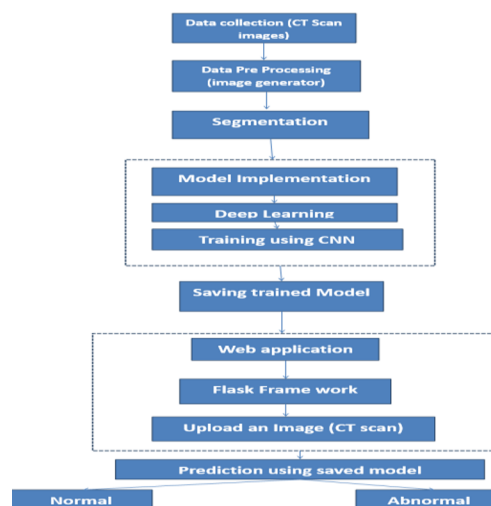 Data collection (CT Scan
images)
Data Pre Processing
(image generator)
Segmentation
Model Implementation
Deep Learning
Training using CNN
Saving trained Model
Web application
Flask Frame work
Upload an Image (CT scan)
Prediction using saved model
Normal
Abnormal